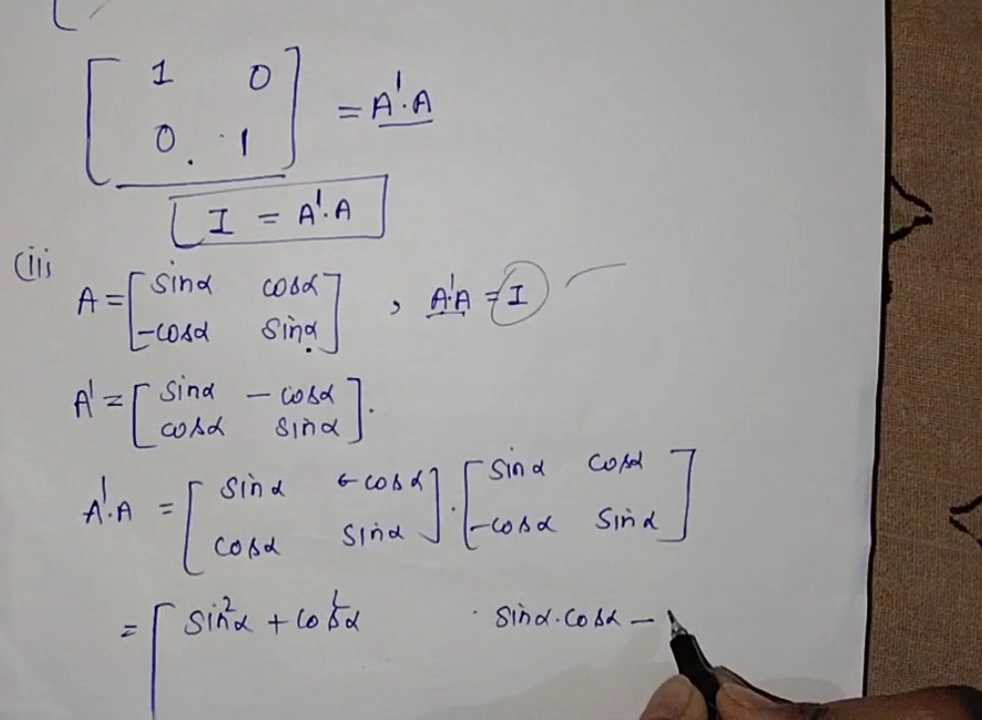 [ 1 0
0 1 ] = A'.A
I = A'.A
(ii)
A = [ sinα cosα
-cosα sinα ] , A'A = I
A' = [ sinα - cosα
cosα sinα ].
A'.A = [ sinα -cosα
cosα sinα ] . [ sinα cosα
-cosα sinα ]
= [ sin²α + cos²α sinα.cosα -